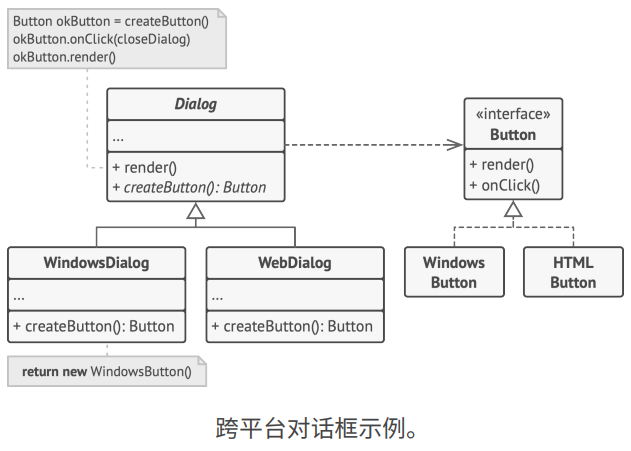 Button okButton = createButton()
okButton.onClick(closeDialog)
okButton.render()
Dialog
...
+ render()
+ createButton(): Button
«interface»
Button
+ render()
+ onClick()
WindowsDialog
...
+ createButton(): Button
WebDialog
...
+ createButton(): Button
Windows
Button
HTML
Button
return new WindowsButton()
跨平台对话框示例。